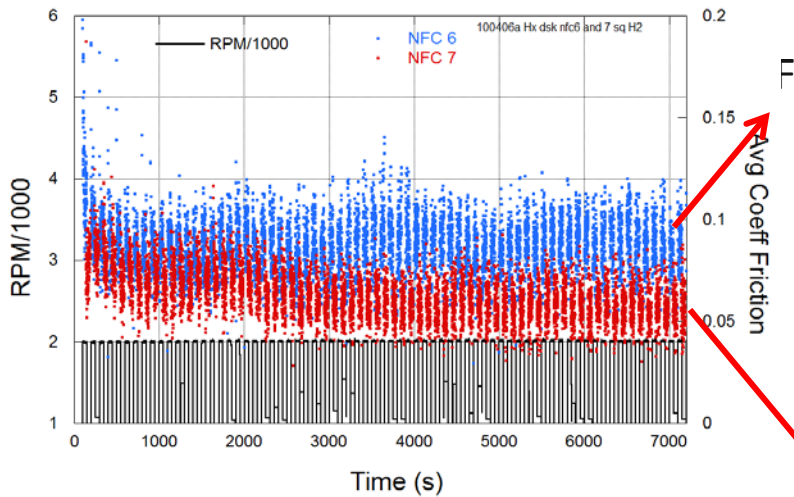 100406a Hx dsk nfc6 and 7 sq H2
RPM/1000
NFC 6
NFC 7
6
5
4
3
2
1
RPM/1000
0.2
0.15
0.1
0.05
0
Avg Coeff Friction
0
1000
2000
3000
4000
5000
6000
7000
Time (s)